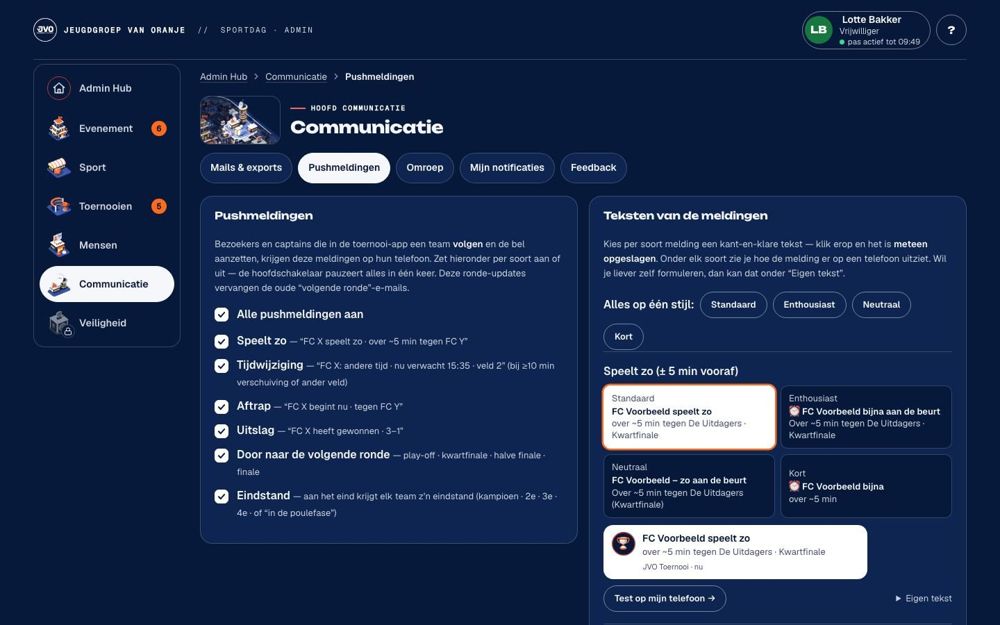 JVO JEUGDGROEP VAN ORANJE // SPORTDAG · ADMIN
LB
Lotte Bakker
Vrijwilliger
pas actief tot 09:49
?
Admin Hub
Evenement 6
Sport
Toernooien 5
Mensen
Communicatie
Veiligheid
Admin Hub > Communicatie > Pushmeldingen
HOOFD COMMUNICATIE
Communicatie
Mails & exports
Pushmeldingen
Omroep
Mijn notificaties
Feedback
Pushmeldingen
Bezoekers en captains die in de toernooi-app een team volgen en de bel
aanzetten, krijgen deze meldingen op hun telefoon. Zet hieronder per soort aan of
uit — de hoofdschakelaar pauzeert alles in één keer. Deze ronde-updates
vervangen de oude “volgende ronde”-e-mails.
Alle pushmeldingen aan
Speelt zo — “FC X speelt zo · over ~5 min tegen FC Y”
Tijdwijziging — “FC X: andere tijd · nu verwacht 15:35 · veld 2” (bij ≥10 min
verschuiving of ander veld)
Aftrap — “FC X begint nu · tegen FC Y”
Uitslag — “FC X heeft gewonnen · 3–1”
Door naar de volgende ronde — play-off · kwartfinale · halve finale ·
finale
Eindstand — aan het eind krijgt elk team z’n eindstand (kampioen · 2e · 3e ·
4e · of “in de poulefase”)
Teksten van de meldingen
Kies per soort melding een kant-en-klare tekst — klik erop en het is meteen
opgeslagen. Onder elk soort zie je hoe de melding er op een telefoon uitziet. Wil
je liever zelf formuleren, dan kan dat onder “Eigen tekst”.
Alles op één stijl:
Standaard
Enthousiast
Neutraal
Kort
Speelt zo (± 5 min vooraf)
Standaard
FC Voorbeeld speelt zo
over ~5 min tegen De Uitdagers ·
Kwartfinale
Enthousiast
⏰ FC Voorbeeld bijna aan de beurt
Over ~5 min tegen De Uitdagers ·
Kwartfinale
Neutraal
FC Voorbeeld – zo aan de beurt
Over ~5 min tegen De Uitdagers
(Kwartfinale)
Kort
⏰ FC Voorbeeld bijna
over ~5 min
FC Voorbeeld speelt zo
over ~5 min tegen De Uitdagers · Kwartfinale
JVO Toernooi · nu
Test op mijn telefoon →
▶ Eigen tekst